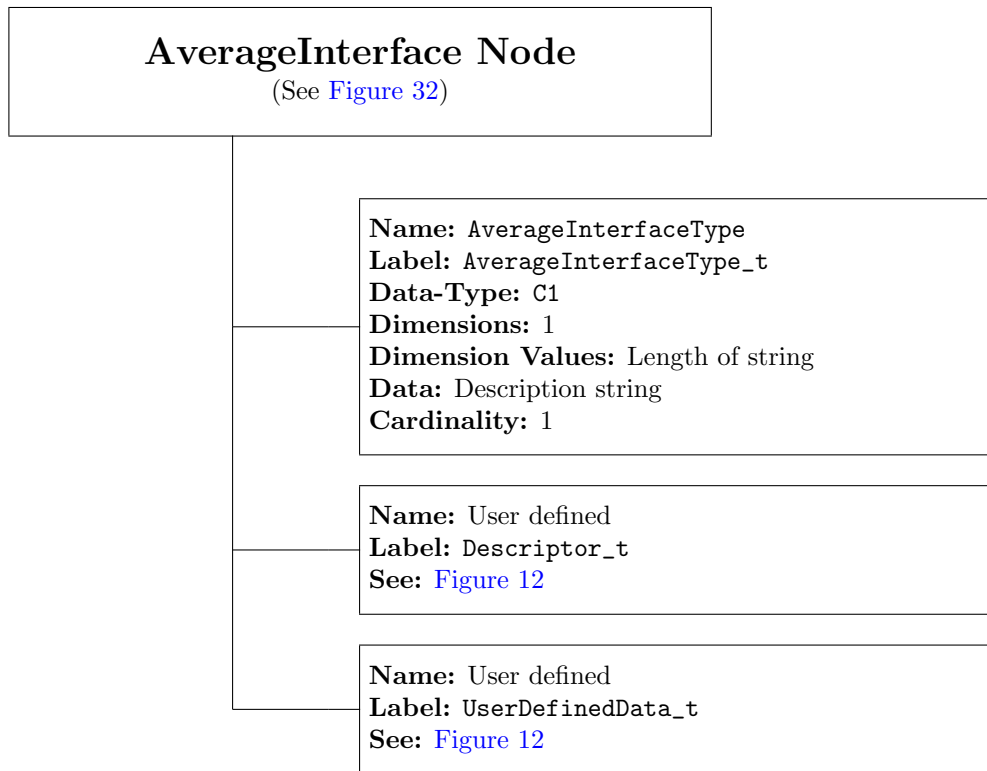 AverageInterface Node
(See Figure 32)
Name: AverageInterfaceType
Label: AverageInterfaceType_t
Data-Type: C1
Dimensions: 1
Dimension Values: Length of string
Data: Description string
Cardinality: 1
Name: User defined
Label: Descriptor_t
See: Figure 12
Name: User defined
Label: UserDefinedData_t
See: Figure 12